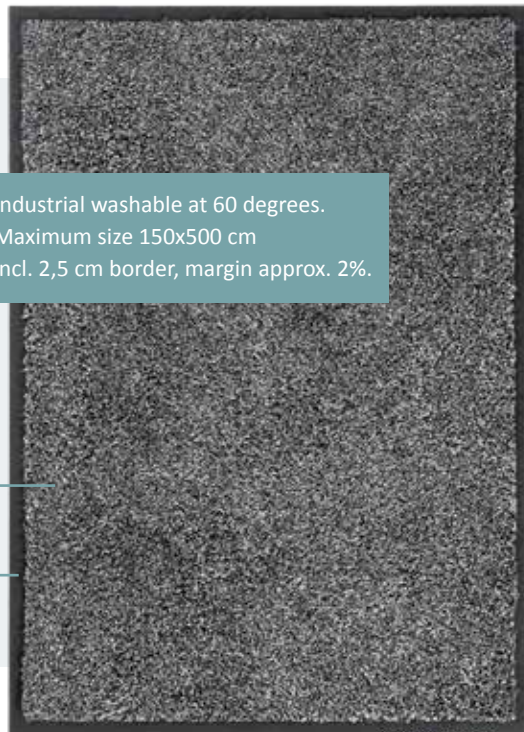 ndustrial washable at 60 degrees.
Maximum size 150x500 cm
ncl. 2,5 cm border, margin approx. 2%.